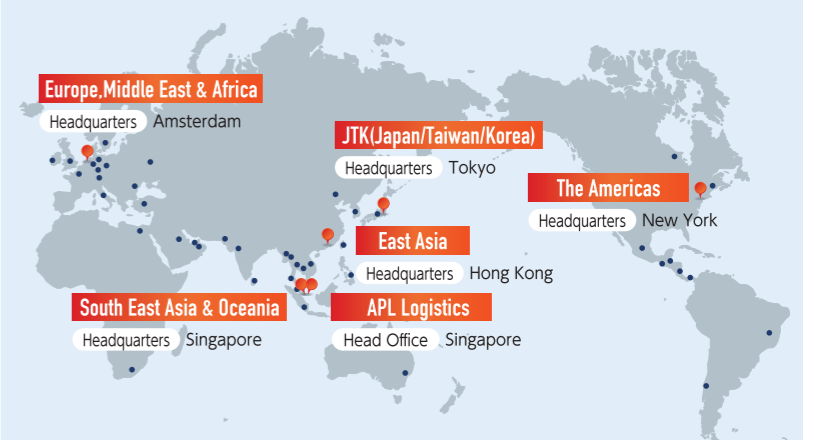 Europe,Middle East & Africa
Headquarters Amsterdam
JTK(Japan/Taiwan/Korea)
Headquarters Tokyo
The Americas
Headquarters New York
East Asia
Headquarters Hong Kong
South East Asia & Oceania
Headquarters Singapore
APL Logistics
Head Office Singapore